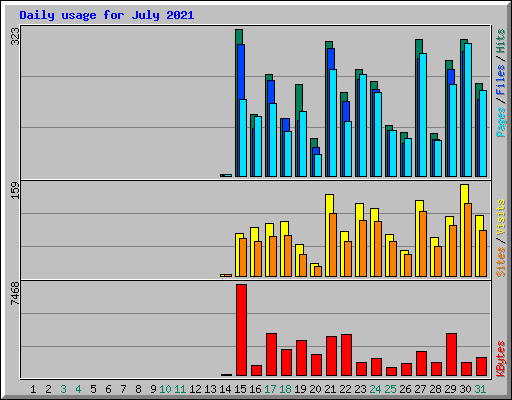 Daily usage for July 2021
323
Pages/Files/Hits
159
Sites/Visits
7468
KBytes
1 2 3 4 5 6 7 8 9 10 11 12 13 14 15 16 17 18 19 20 21 22 23 24 25 26 27 28 29 30 31